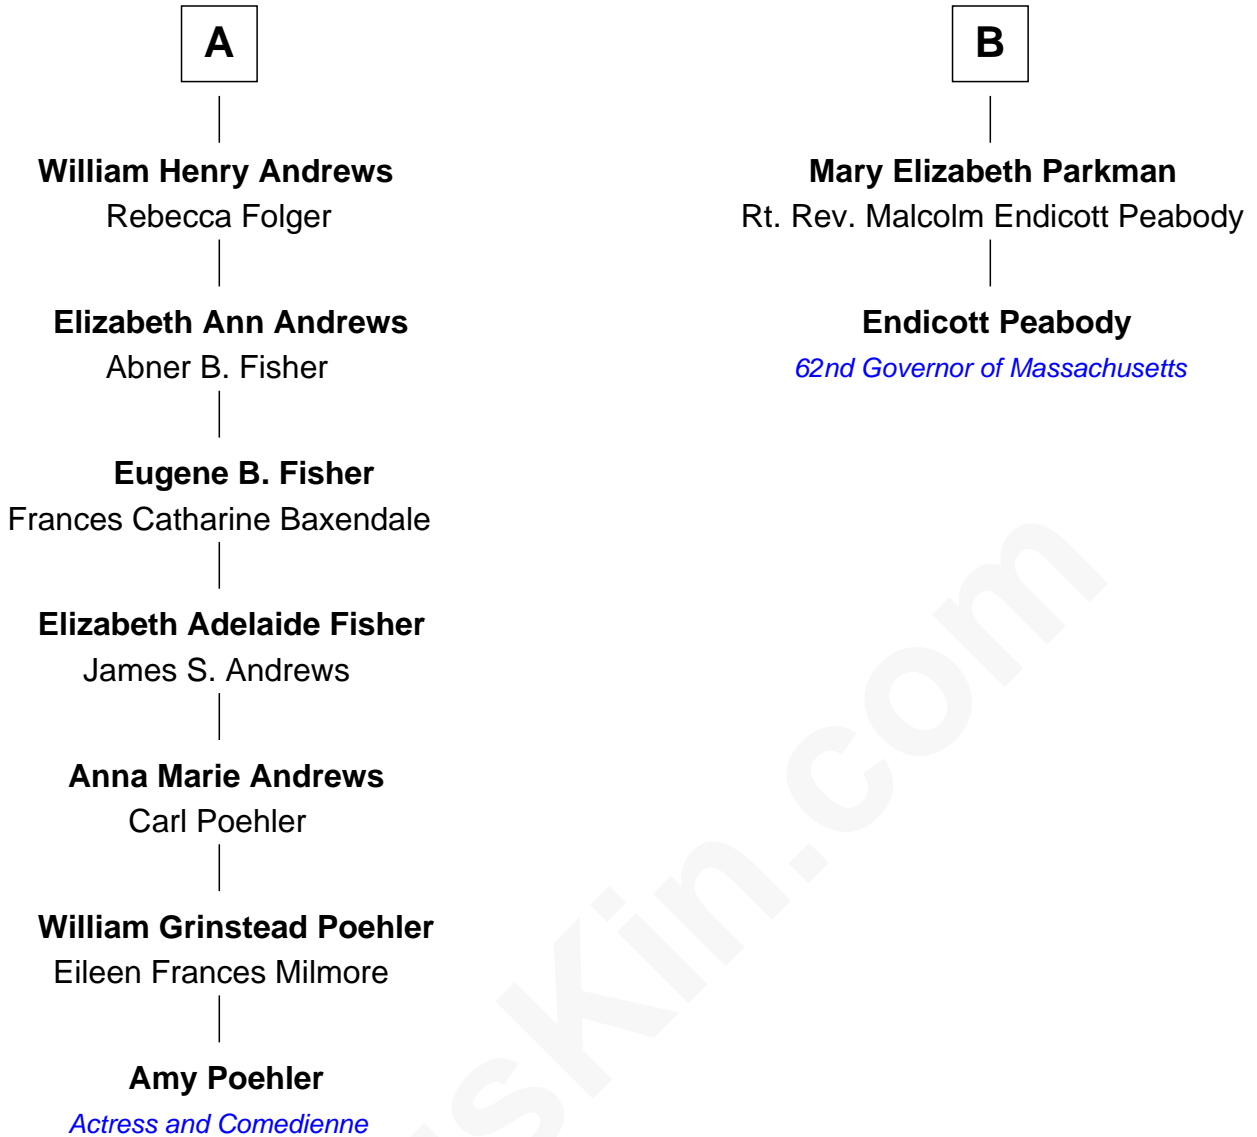 A
William Henry Andrews
Rebecca Folger
Elizabeth Ann Andrews
Abner B. Fisher
Eugene B. Fisher
Frances Catharine Baxendale
Elizabeth Adelaide Fisher
James S. Andrews
Anna Marie Andrews
Carl Poehler
William Grinstead Poehler
Eileen Frances Milmore
Amy Poehler
Actress and Comedienne
B
Mary Elizabeth Parkman
Rt. Rev. Malcolm Endicott Peabody
Endicott Peabody
62nd Governor of Massachusetts
usKin.com